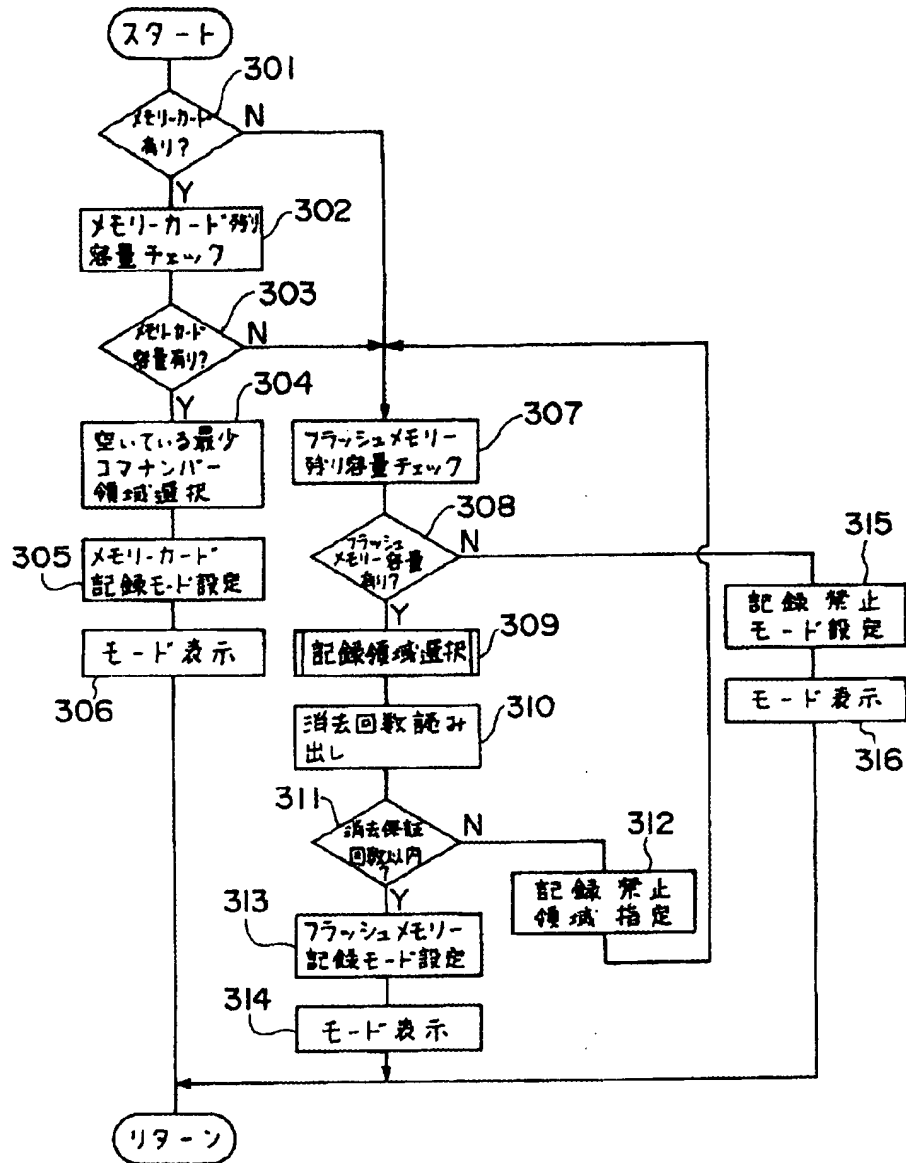 スタート
301
メモリーカード
有り?
N
Y
302
メモリーカード残り
容量チェック
303
メモリカード
容量有り?
N
Y
304
空いている最少
コマナンバー
領域選択
305
メモリーカード
記録モード設定
モード表示
306
307
フラッシュメモリー
残り容量チェック
308
フラッシュ
メモリー容量
有り?
N
Y
309
記録領域選択
310
消去回数読み
出し
311
消去保証
回数以内
?
N
Y
312
記録禁止
領域指定
313
フラッシュメモリー
記録モード設定
314
モード表示
315
記録禁止
モード設定
モード表示
316
リターン